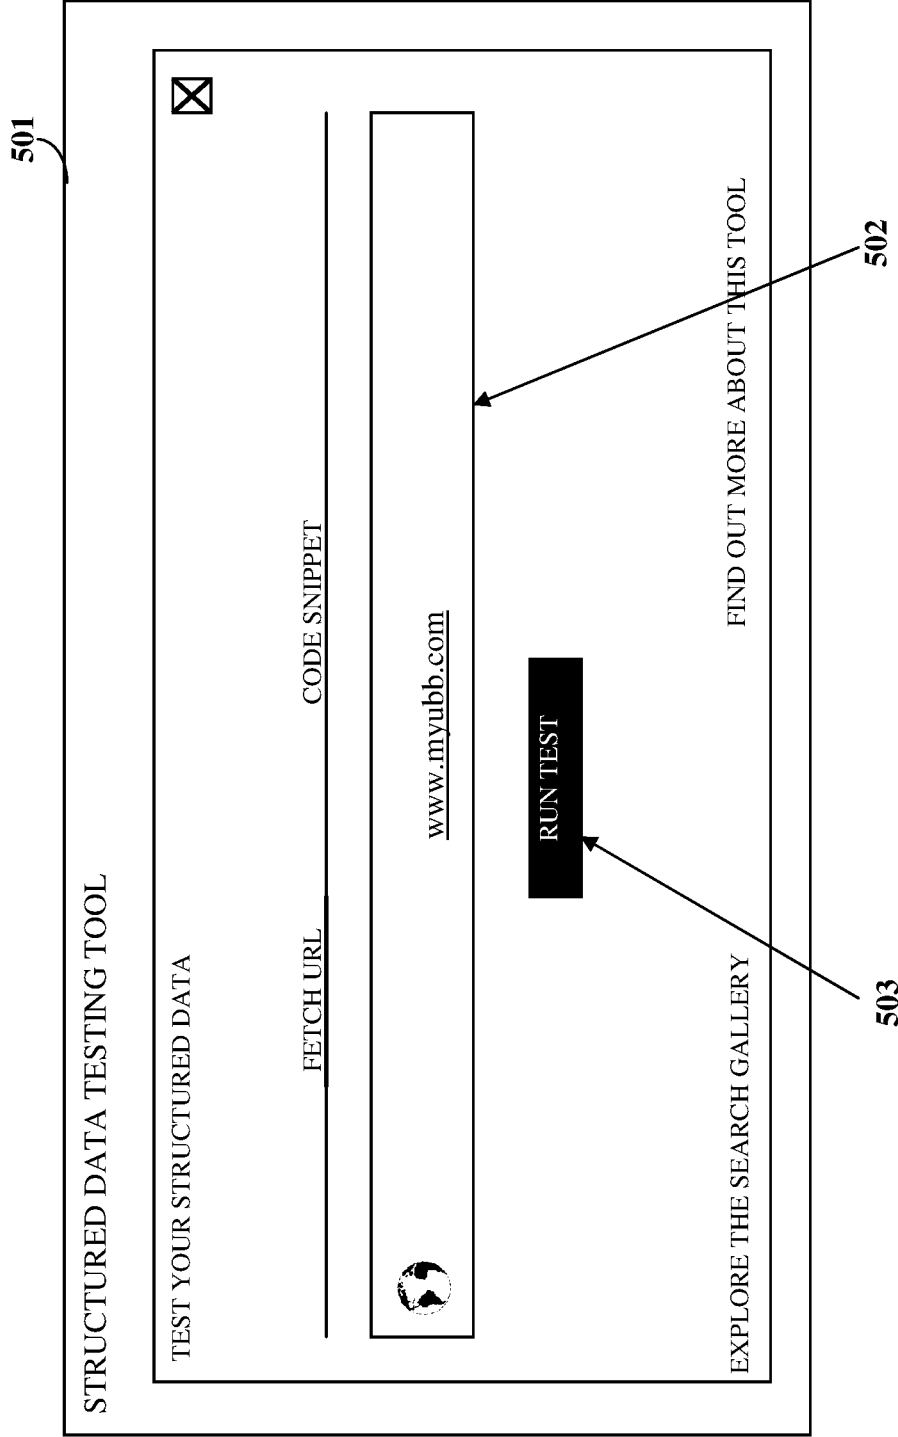 501
STRUCTURED DATA TESTING TOOL
TEST YOUR STRUCTURED DATA
FETCH URL
CODE SNIPPET
www.myubb.com
RUN TEST
EXPLORE THE SEARCH GALLERY
FIND OUT MORE ABOUT THIS TOOL
503
502